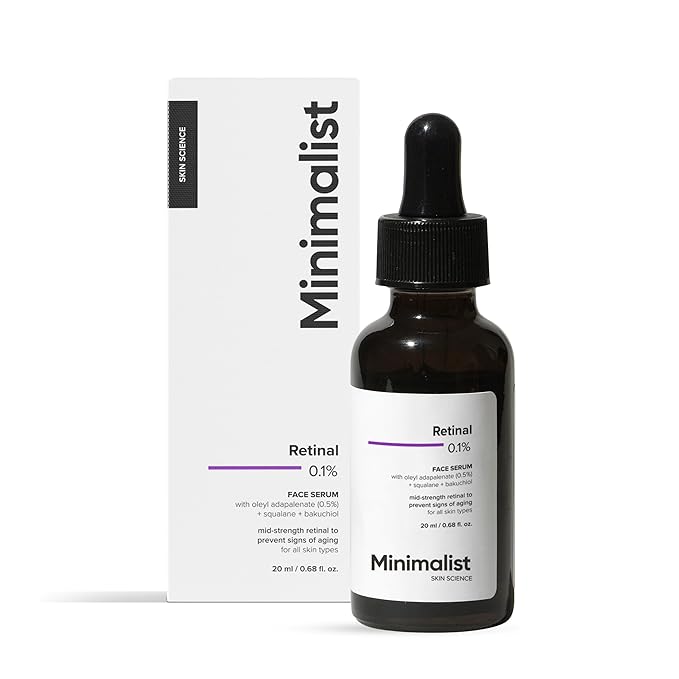 SKIN SCIENCE
Minimalist
Retinal
0.1%
FACE SERUM
with oleyl adapalenate (0.5%)
+ squalane + bakuchiol
mid-strength retinal to
prevent signs of aging
for all skin types
20 ml / 0.68 fl. oz.
Retinal
0.1%
FACE SERUM
with oleyl adapalenate (0.5%)
+ squalane + bakuchiol
mid-strength retinal to
prevent signs of aging
for all skin types
20 ml / 0.68 fl. oz.
Minimalist
SKIN SCIENCE